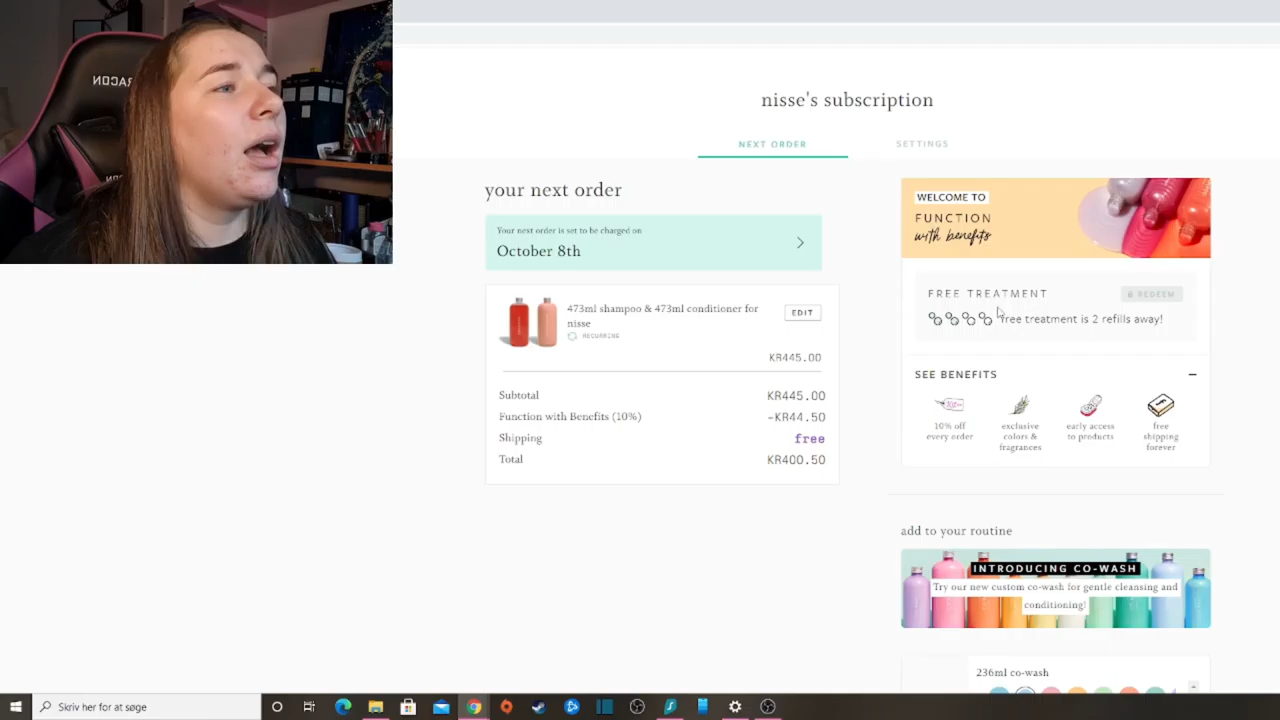 DRACON
nisse's subscription
NEXT ORDER
SETTINGS
your next order
Your next order is set to be charged on
October 8th
473ml shampoo & 473ml conditioner for
nisse
EDIT
RECURRING
KR445.00
Subtotal
KR445.00
Function with Benefits (10%)
-KR44.50
Shipping
free
Total
KR400.50
WELCOME TO
FUNCTION
with benefits
FREE TREATMENT
REDEEM
free treatment is 2 refills away!
SEE BENEFITS
10% off
every order
exclusive
colors &
fragrances
early access
to products
free
shipping
forever
add to your routine
INTRODUCING CO-WASH
Try our new custom co-wash for gentle cleansing and
conditioning!
236ml co-wash
Skriv her for at søge